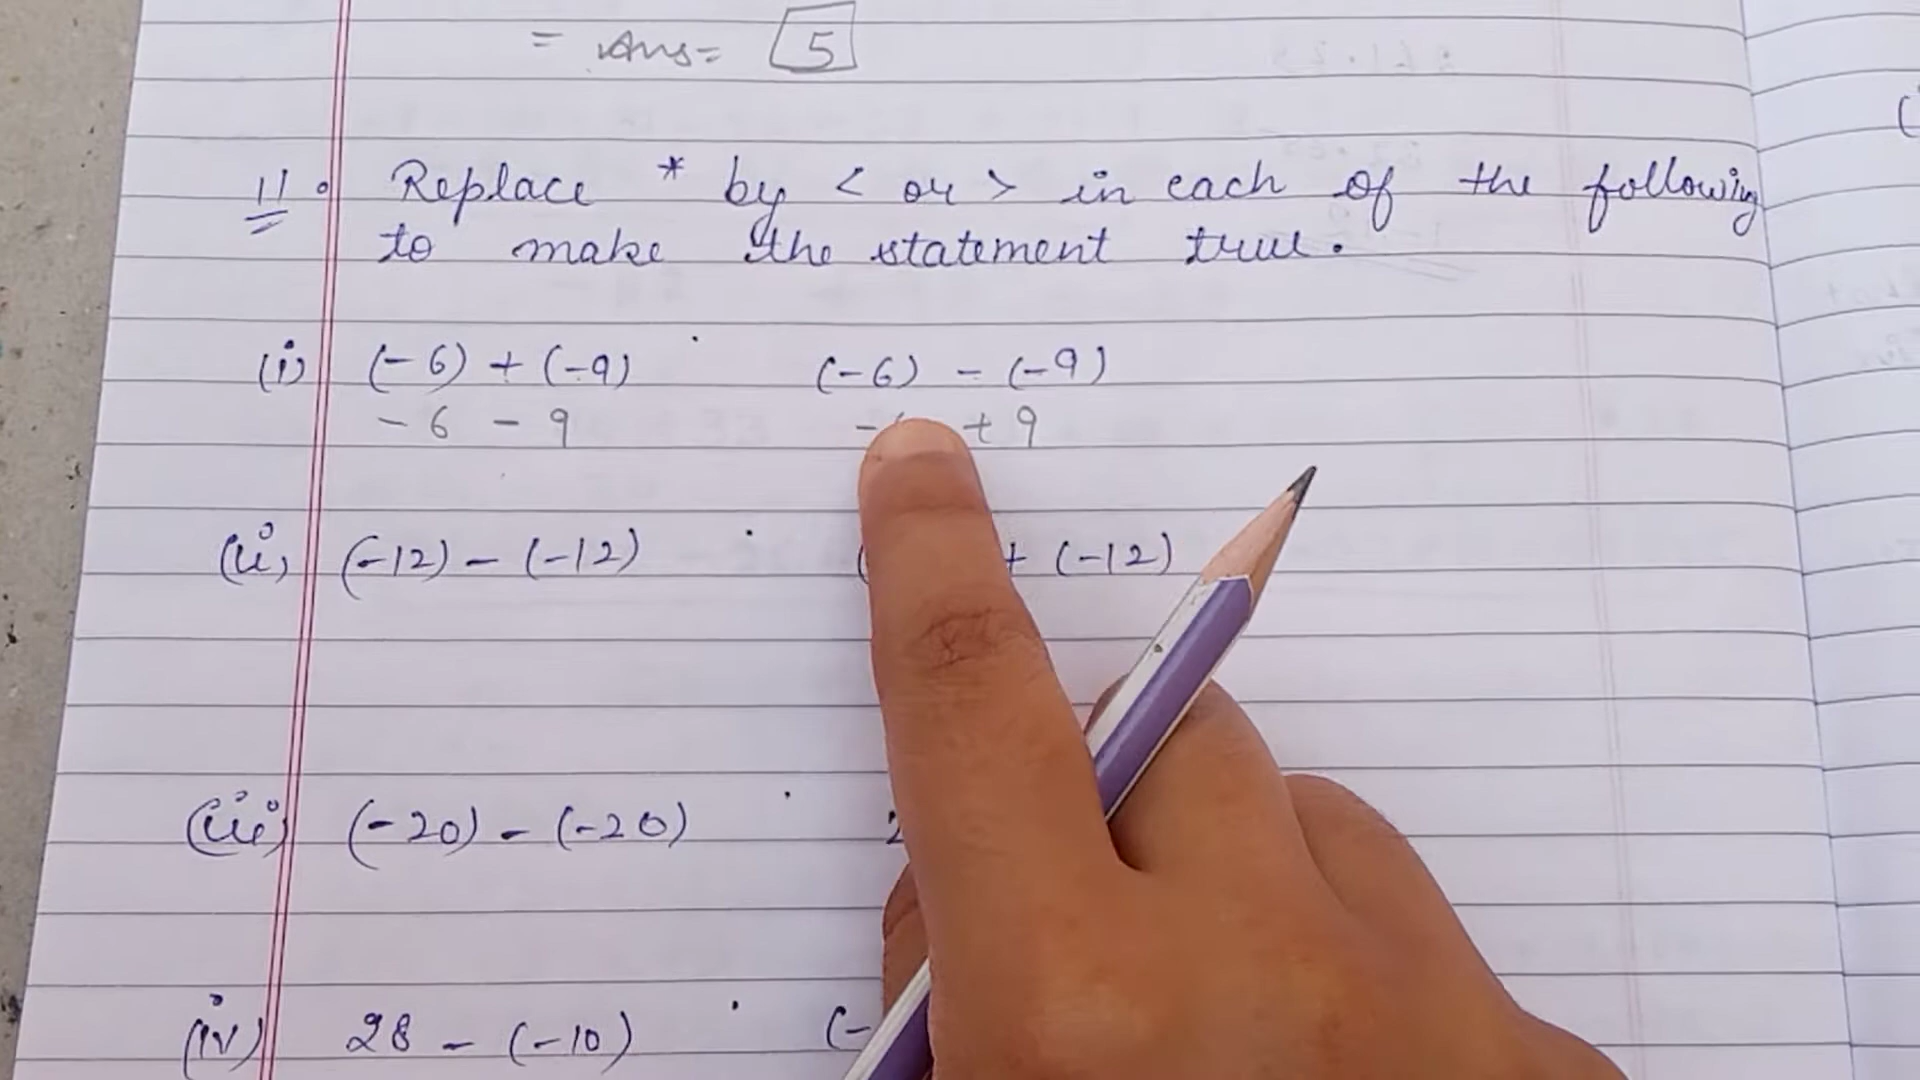 = Ans = 5
11. Replace * by < or > in each of the following
to make the statement true.
(i) (-6) + (-9) . (-6) - (-9)
- 6 - 9 - + 9
(ii) (-12) - (-12) . ( + (-12)
(iii) (-20) - (-20) . 2
(iv) 28 - (-10) . (-